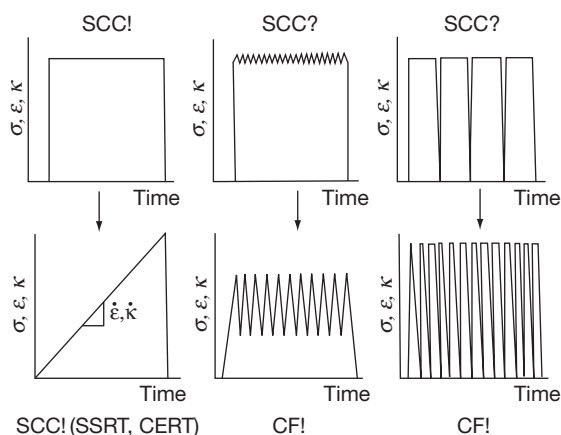 SCC!
SCC?
SCC?
σ, ε, κ
σ, ε, κ
σ, ε, κ
Time
Time
Time
σ, ε, κ
ε̇, κ̇
σ, ε, κ
σ, ε, κ
Time
Time
Time
SCC! (SSRT, CERT)
CF!
CF!